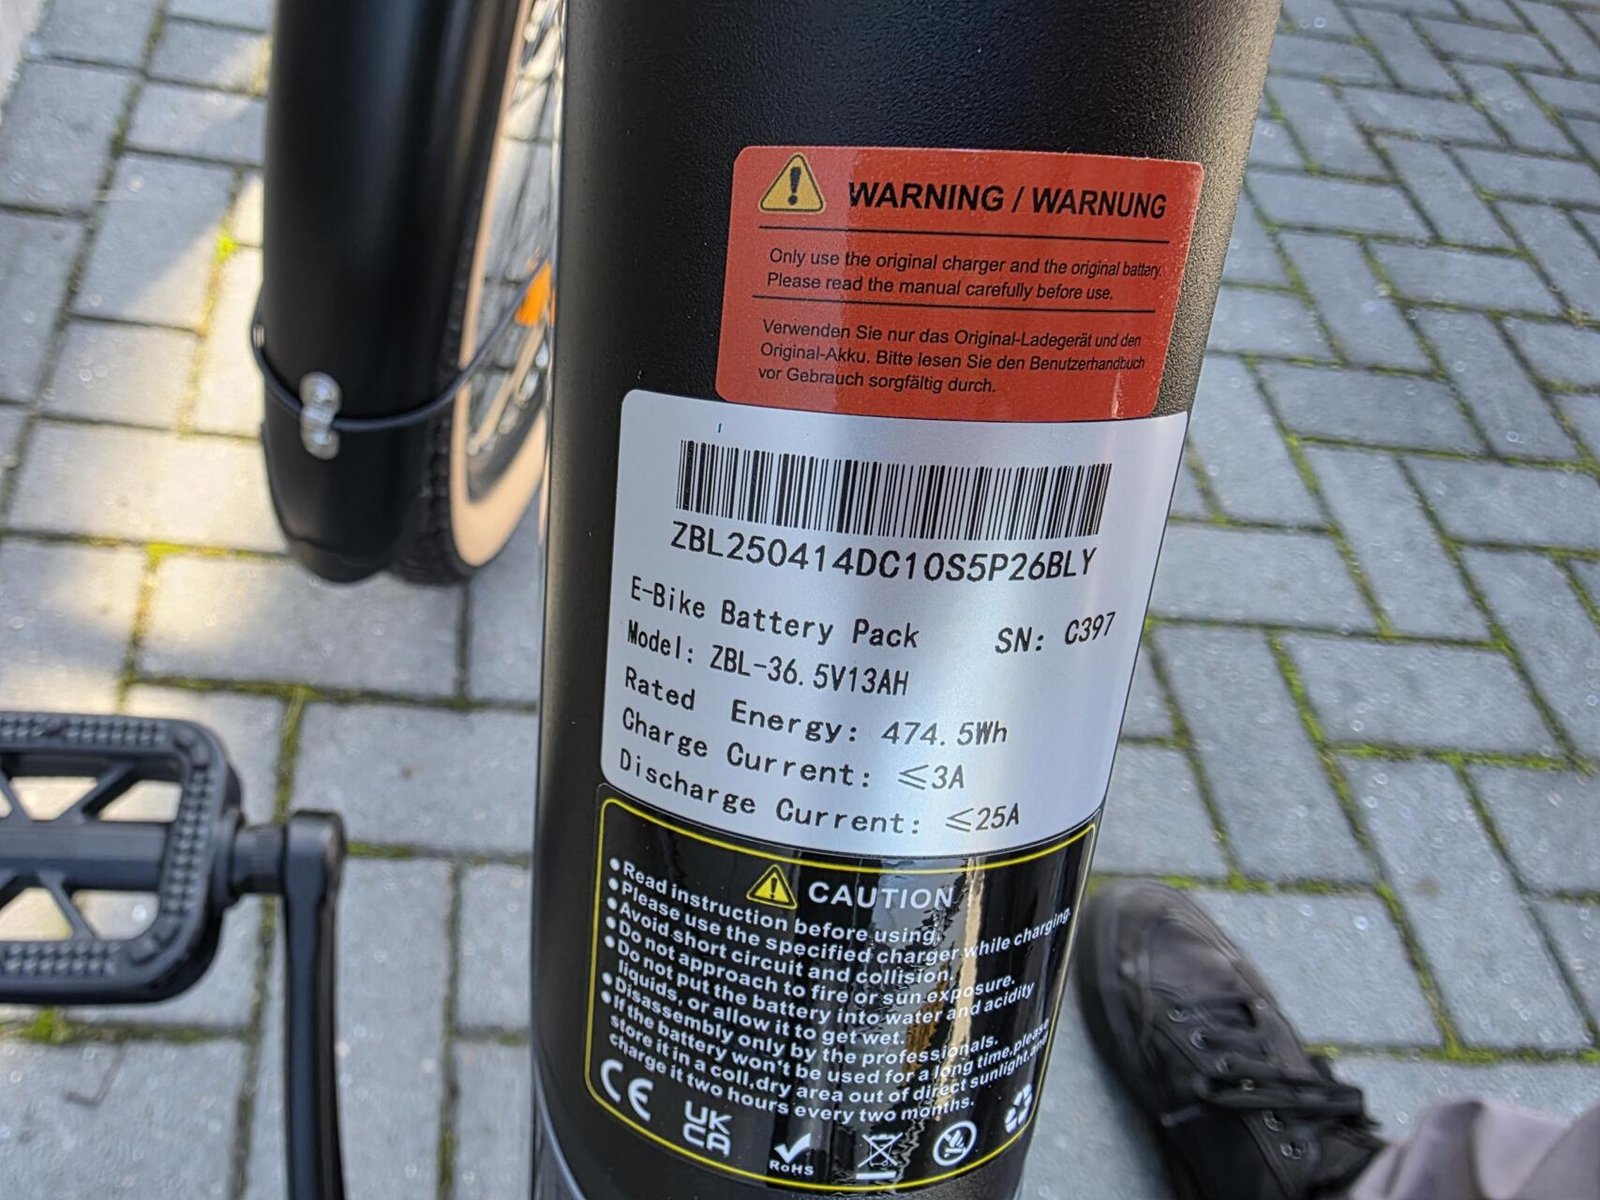 WARNING / WARNUNG
Only use the original charger and the original battery.
Please read the manual carefully before use.
Verwenden Sie nur das Original-Ladegerät und den
Original-Akku. Bitte lesen Sie den Benutzerhandbuch
vor Gebrauch sorgfältig durch.
ZBL250414DC10S5P26BLY
E-Bike Battery Pack SN: C397
Model: ZBL-36.5V13AH
Rated Energy: 474.5Wh
Charge Current: ≤3A
Discharge Current: ≤25A
CAUTION
•Read instruction before using.
•Please use the specified charger while charging.
•Avoid short circuit and collision.
•Do not approach to fire or sun exposure.
•Do not put the battery into water and acidity
liquids, or allow it to get wet.
•Disassembly only by the professionals.
•If the battery won't be used for a long time,please
store it in a coll,dry area out of direct sunlight,and
charge it two hours every two months.
CE
UK
CA
RoHS